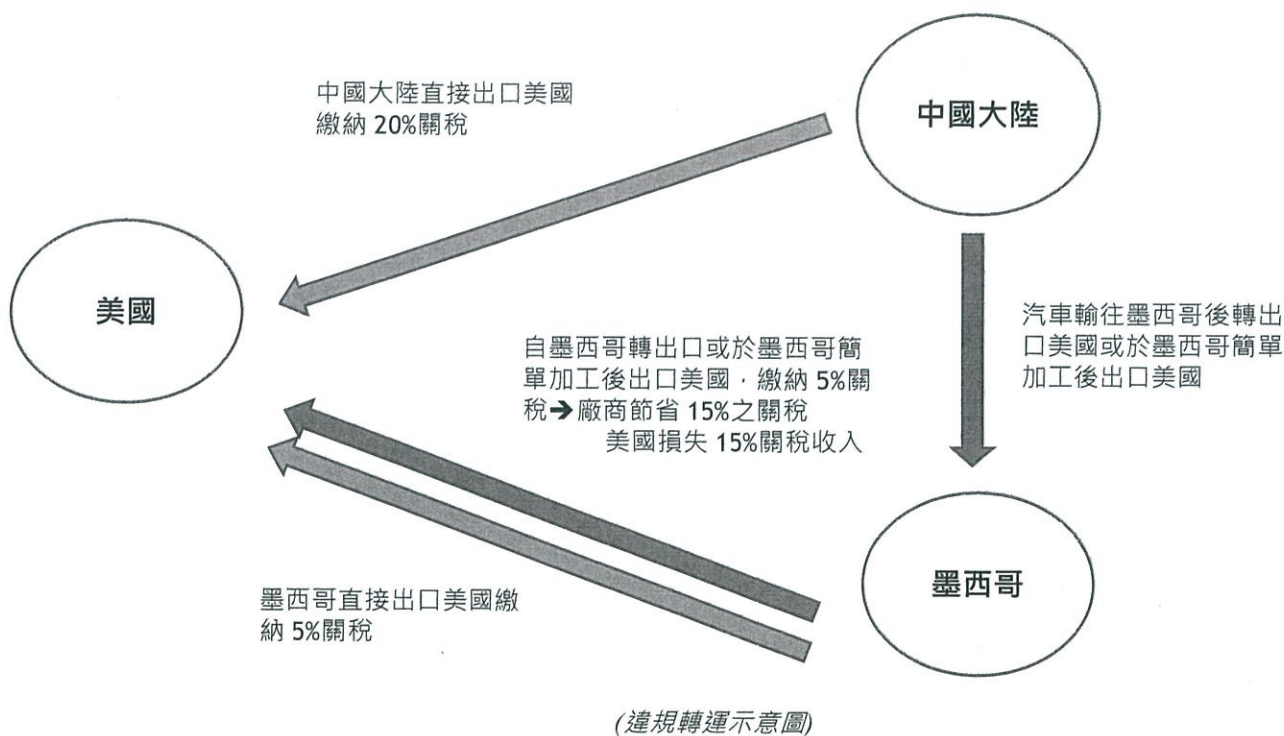 中國大陸直接出口美國
繳納 20%關稅
中國大陸
美國
汽車輸往墨西哥後轉出
口美國或於墨西哥簡單
加工後出口美國
自墨西哥轉出口或於墨西哥簡
單加工後出口美國，繳納 5%關
稅➔廠商節省 15%之關稅
美國損失 15%關稅收入
墨西哥
墨西哥直接出口美國繳
納 5%關稅
(違規轉運示意圖)